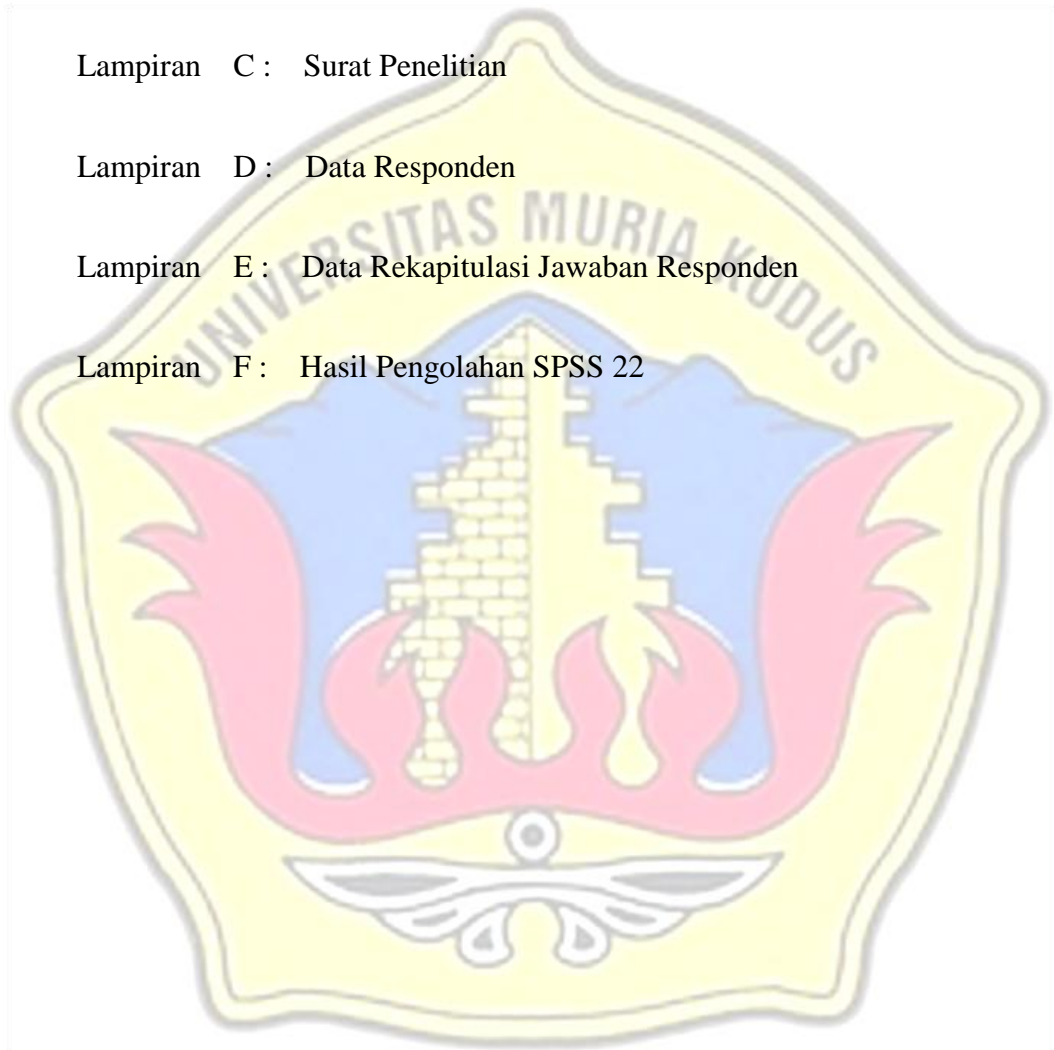 Lampiran C : Surat Penelitian
Lampiran D : Data Responden
UNIVERSITAS MURIA KUDUS
Lampiran E : Data Rekapitulasi Jawaban Responden
Lampiran F : Hasil Pengolahan SPSS 22